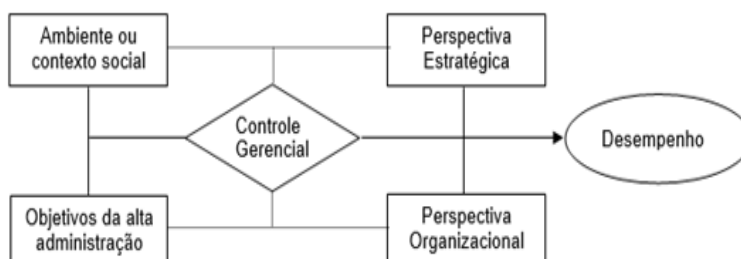 Ambiente ou
contexto social
Perspectiva
Estratégica
Controle
Gerencial
Desempenho
Objetivos da alta
administração
Perspectiva
Organizacional